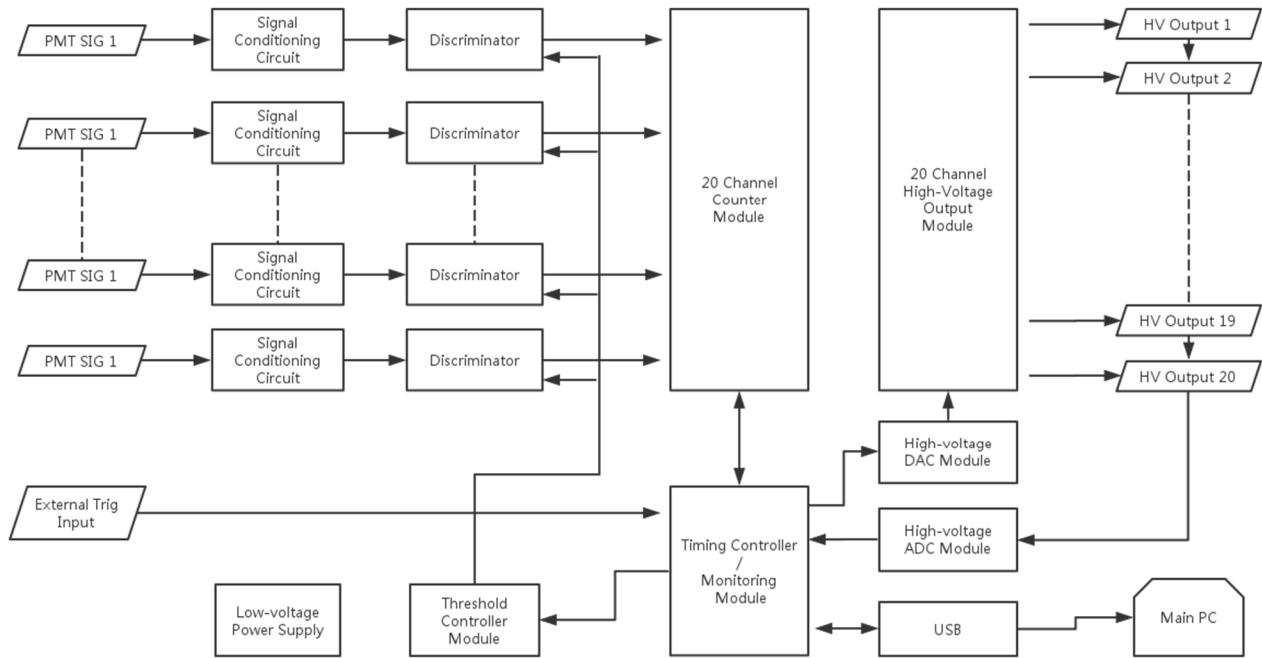 PMT SIG 1
Signal
Conditioning
Circuit
Discriminator
PMT SIG 1
Signal
Conditioning
Circuit
Discriminator
PMT SIG 1
Signal
Conditioning
Circuit
Discriminator
PMT SIG 1
Signal
Conditioning
Circuit
Discriminator
20 Channel
Counter
Module
20 Channel
High-Voltage
Output
Module
HV Output 1
HV Output 2
HV Output 19
HV Output 20
High-voltage
DAC Module
External Trig
Input
Timing Controller
/
Monitoring
Module
High-voltage
ADC Module
Low-voltage
Power Supply
Threshold
Controller
Module
USB
Main PC